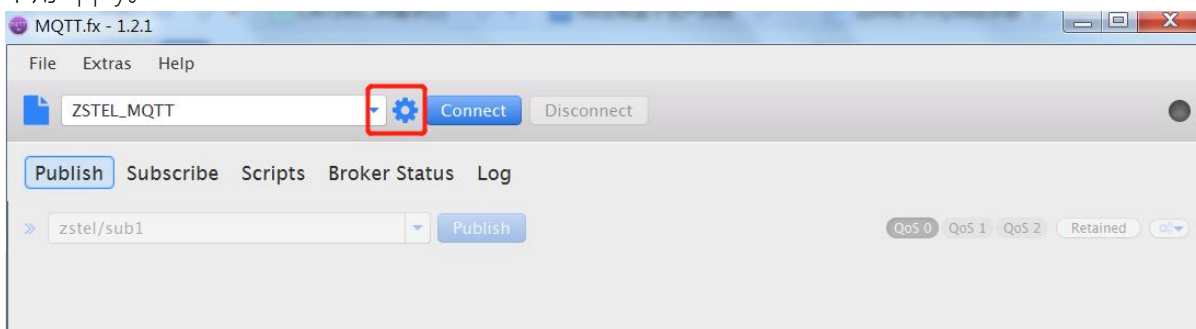 MQTT.fx - 1.2.1
File Extras Help
ZSTEL_MQTT Connect Disconnect
Publish Subscribe Scripts Broker Status Log
zstel/sub1 Publish QoS 0 QoS 1 QoS 2 Retained